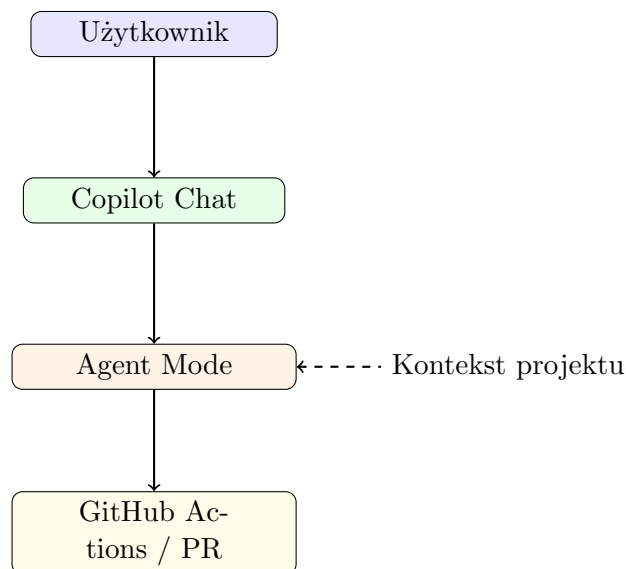 Użytkownik
Copilot Chat
Agent Mode
Kontekst projektu
GitHub Ac-
tions / PR